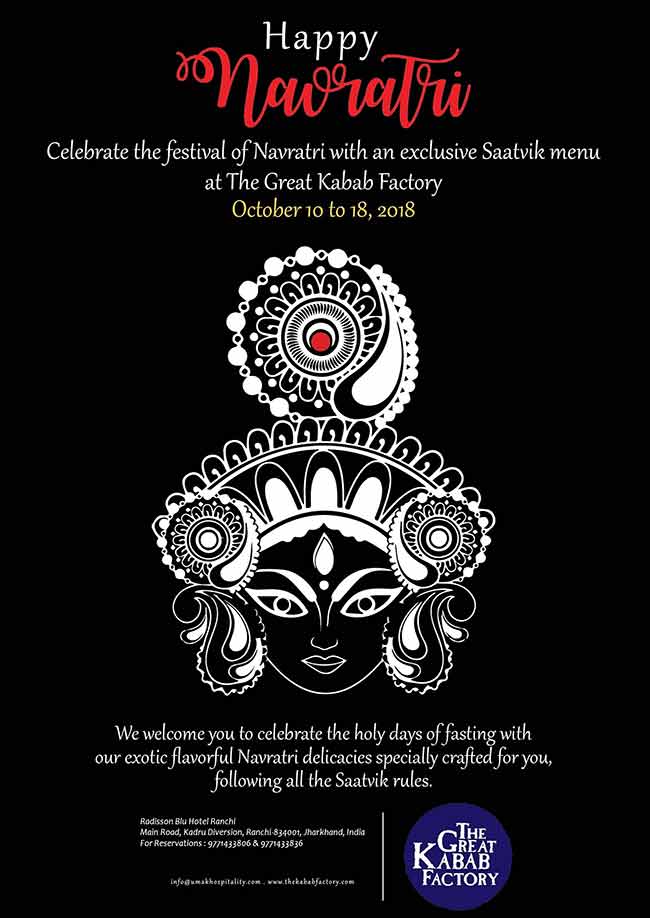 Happy
Navratri
Celebrate the festival of Navratri with an exclusive Saatvik menu
at The Great Kabab Factory
October 10 to 18, 2018
We welcome you to celebrate the holy days of fasting with
our exotic flavorful Navratri delicacies specially crafted for you,
following all the Saatvik rules.
Radisson Blu Hotel Ranchi
Main Road, Kadru Diversion, Ranchi-834001, Jharkhand, India
For Reservations : 9771433806 & 9771433836
info@umakhospitality.com . www.thekababfactory.com
THE
GREAT
KABAB
FACTORY